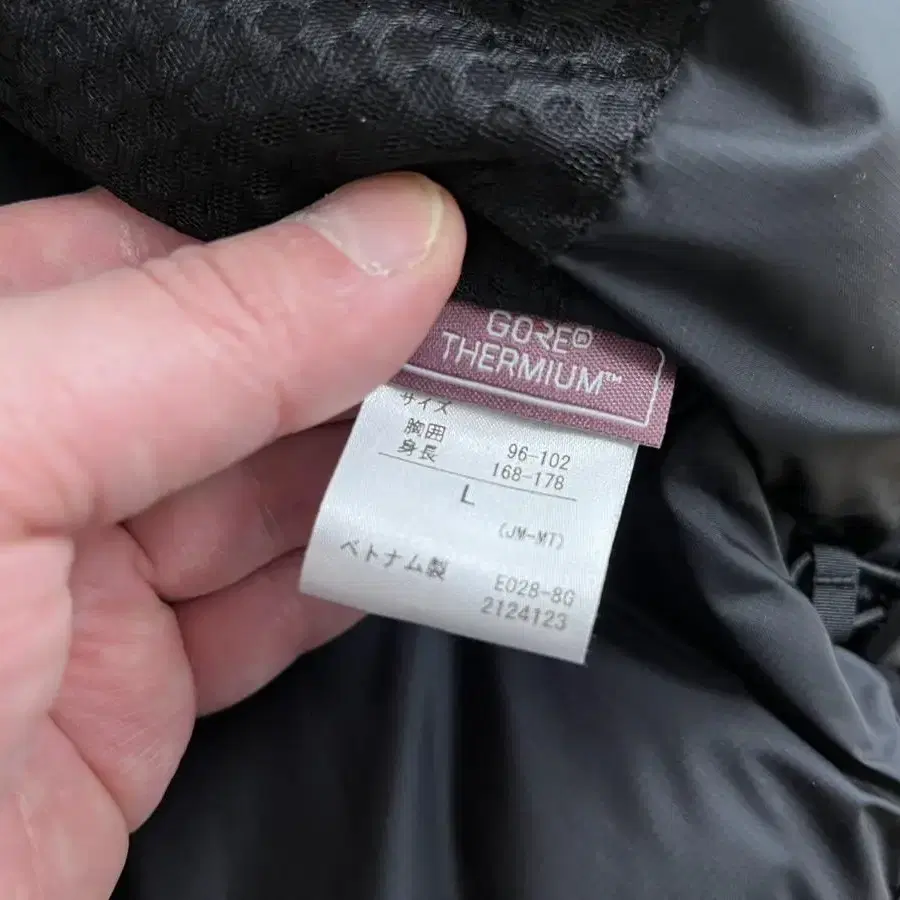 GORE®
THERMIUM™
サイズ
胸囲 96-102
身長 168-178
L
(JM-MT)
ベトナム製 E028-8G
2124123